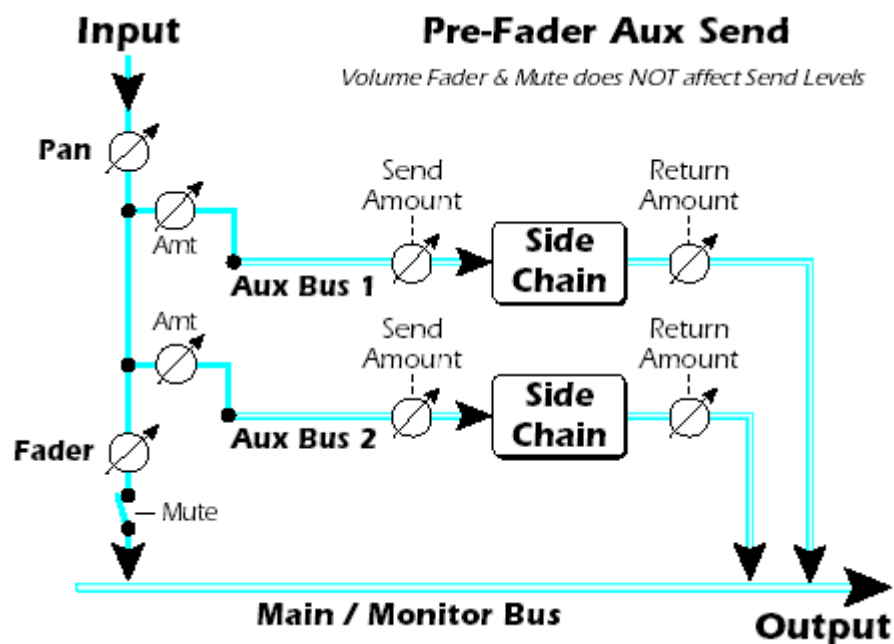 Input
Pre-Fader Aux Send
Volume Fader & Mute does NOT affect Send Levels
Pan
Amt
Send
Amount
Side
Chain
Return
Amount
Aux Bus 1
Amt
Send
Amount
Side
Chain
Return
Amount
Aux Bus 2
Fader
Mute
Main / Monitor Bus
Output